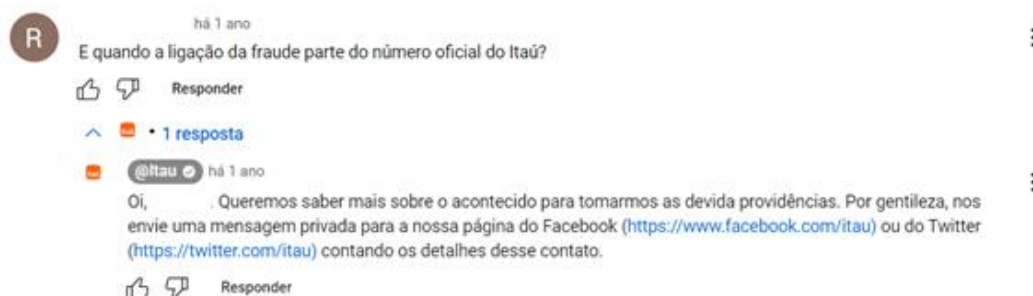 R
há 1 ano
E quando a ligação da fraude parte do número oficial do Itaú?
Responder
• 1 resposta
@Itau há 1 ano
Oi, . Queremos saber mais sobre o acontecido para tomarmos as devida providências. Por gentileza, nos
envie uma mensagem privada para a nossa página do Facebook (https://www.facebook.com/itau) ou do Twitter
(https://twitter.com/itau) contando os detalhes desse contato.
Responder